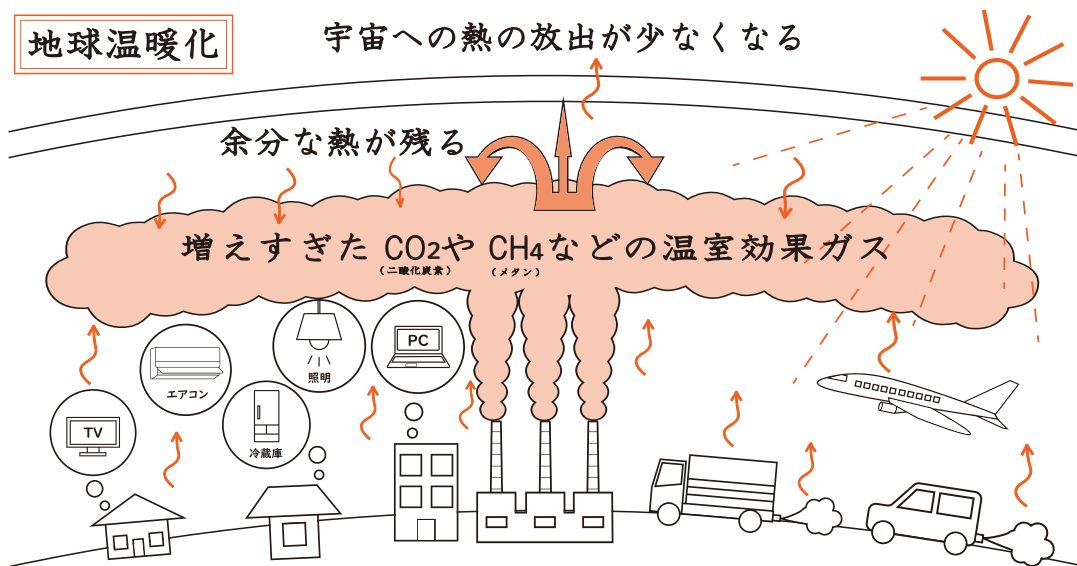 地球温暖化
宇宙への熱の放出が少なくなる
余分な熱が残る
増えすぎた CO2や CH4などの温室効果ガス
(二酸化炭素) (メタン)
PC
照明
エアコン
TV
冷蔵庫